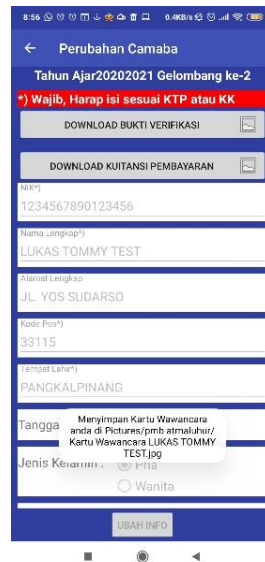 8:56
0.4KB/s
Perubahan Camaba
Tahun Ajar20202021 Gelombang ke-2
*) Wajib, Harap isi sesuai KTP atau KK
DOWNLOAD BUKTI VERIFIKASI
DOWNLOAD KUITANSI PEMBAYARAN
NIK*)
1234567890123456
Nama Lengkap*)
LUKAS TOMMY TEST
Alamat Lengkap
JL. YOS SUDARSO
Kode Pos*)
33115
Tempat Lahir*)
PANGKALPINANG
Tangga
Menyimpan Kartu Wawancara
anda di Pictures/pmb atmaluhur/
Kartu Wawancara LUKAS TOMMY
TEST.jpg
Jenis Kelamin :
Pria
Wanita
UBAH INFO